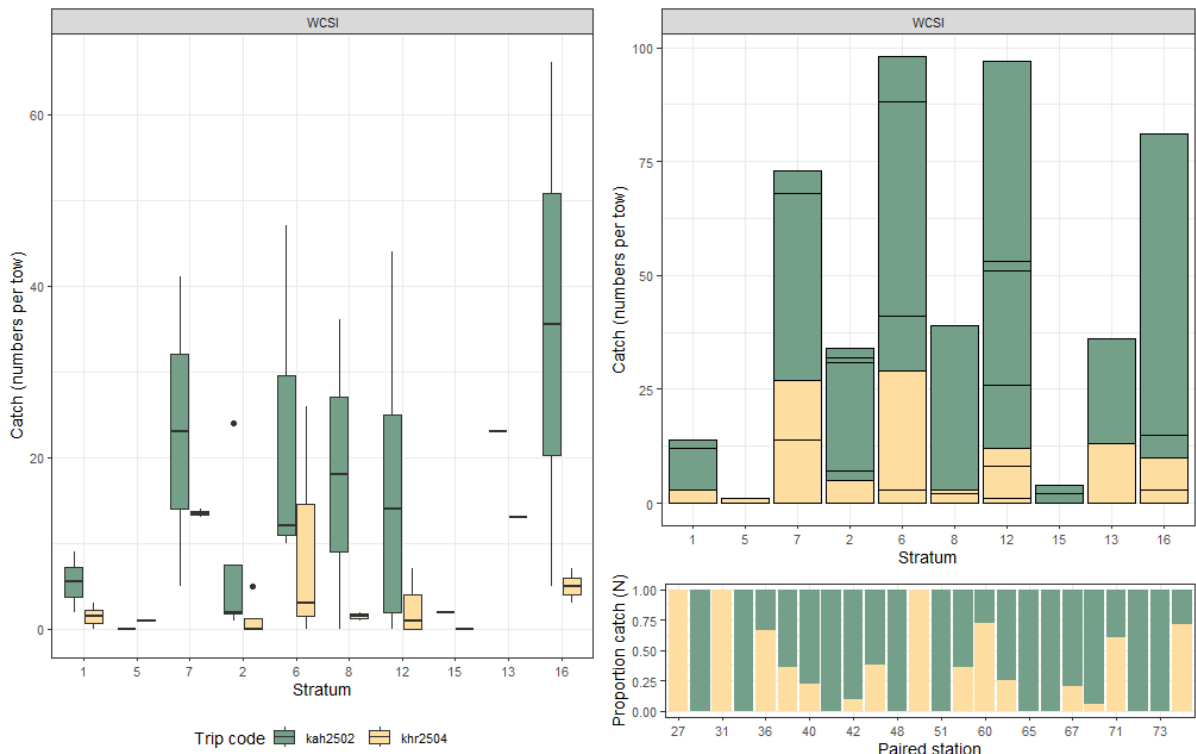 WCSI
Catch (numbers per tow)
60
40
20
0
1 5 7 2 6 8 12 15 13 16
Stratum
Trip code kah2502 khr2504
WCSI
Catch (numbers per tow)
100
75
50
25
0
1 5 7 2 6 8 12 15 13 16
Stratum
Proportion catch (N)
1.00
0.75
0.50
0.25
0.00
27 31 36 40 42 48 51 60 65 67 71 73
Paired station